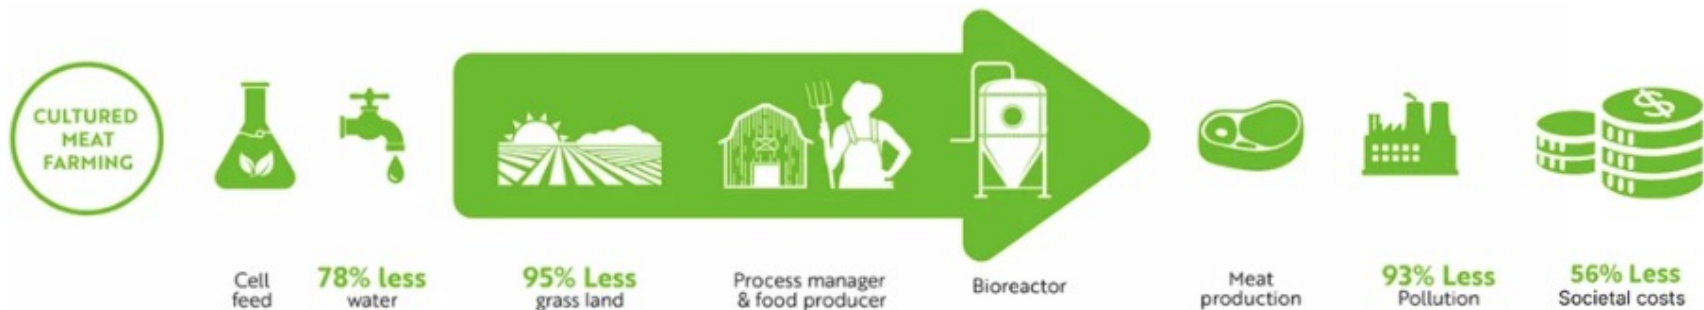 CULTURED
MEAT
FARMING
Cell
feed
78% less
water
95% Less
grass land
Process manager
& food producer
Bioreactor
Meat
production
93% Less
Pollution
$
56% Less
Societal costs